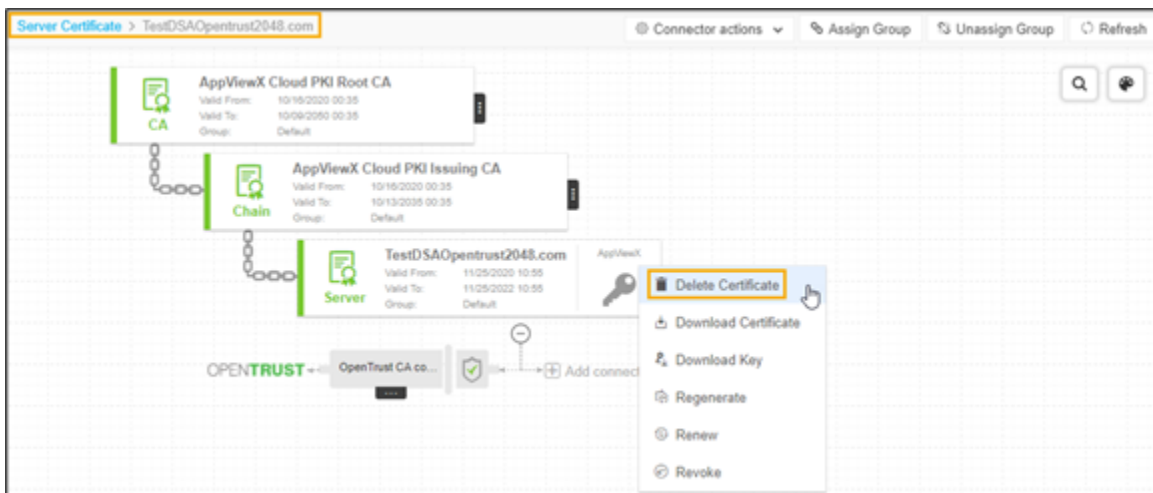 Server Certificate > TestDSAOpentrust2048.com
Connector actions
Assign Group
Unassign Group
Refresh
AppViewX Cloud PKI Root CA
Valid From: 10/16/2020 00:35
Valid To: 10/09/2050 00:35
Group: Default
CA
AppViewX Cloud PKI Issuing CA
Valid From: 10/16/2020 00:35
Valid To: 10/13/2035 00:35
Group: Default
Chain
TestDSAOpentrust2048.com
Valid From: 11/25/2020 10:55
Valid To: 11/25/2022 10:55
Group: Default
Server
AppViewX
Delete Certificate
Download Certificate
Download Key
Regenerate
Renew
Revoke
OPENTRUST
OpenTrust CA co...
Add connect